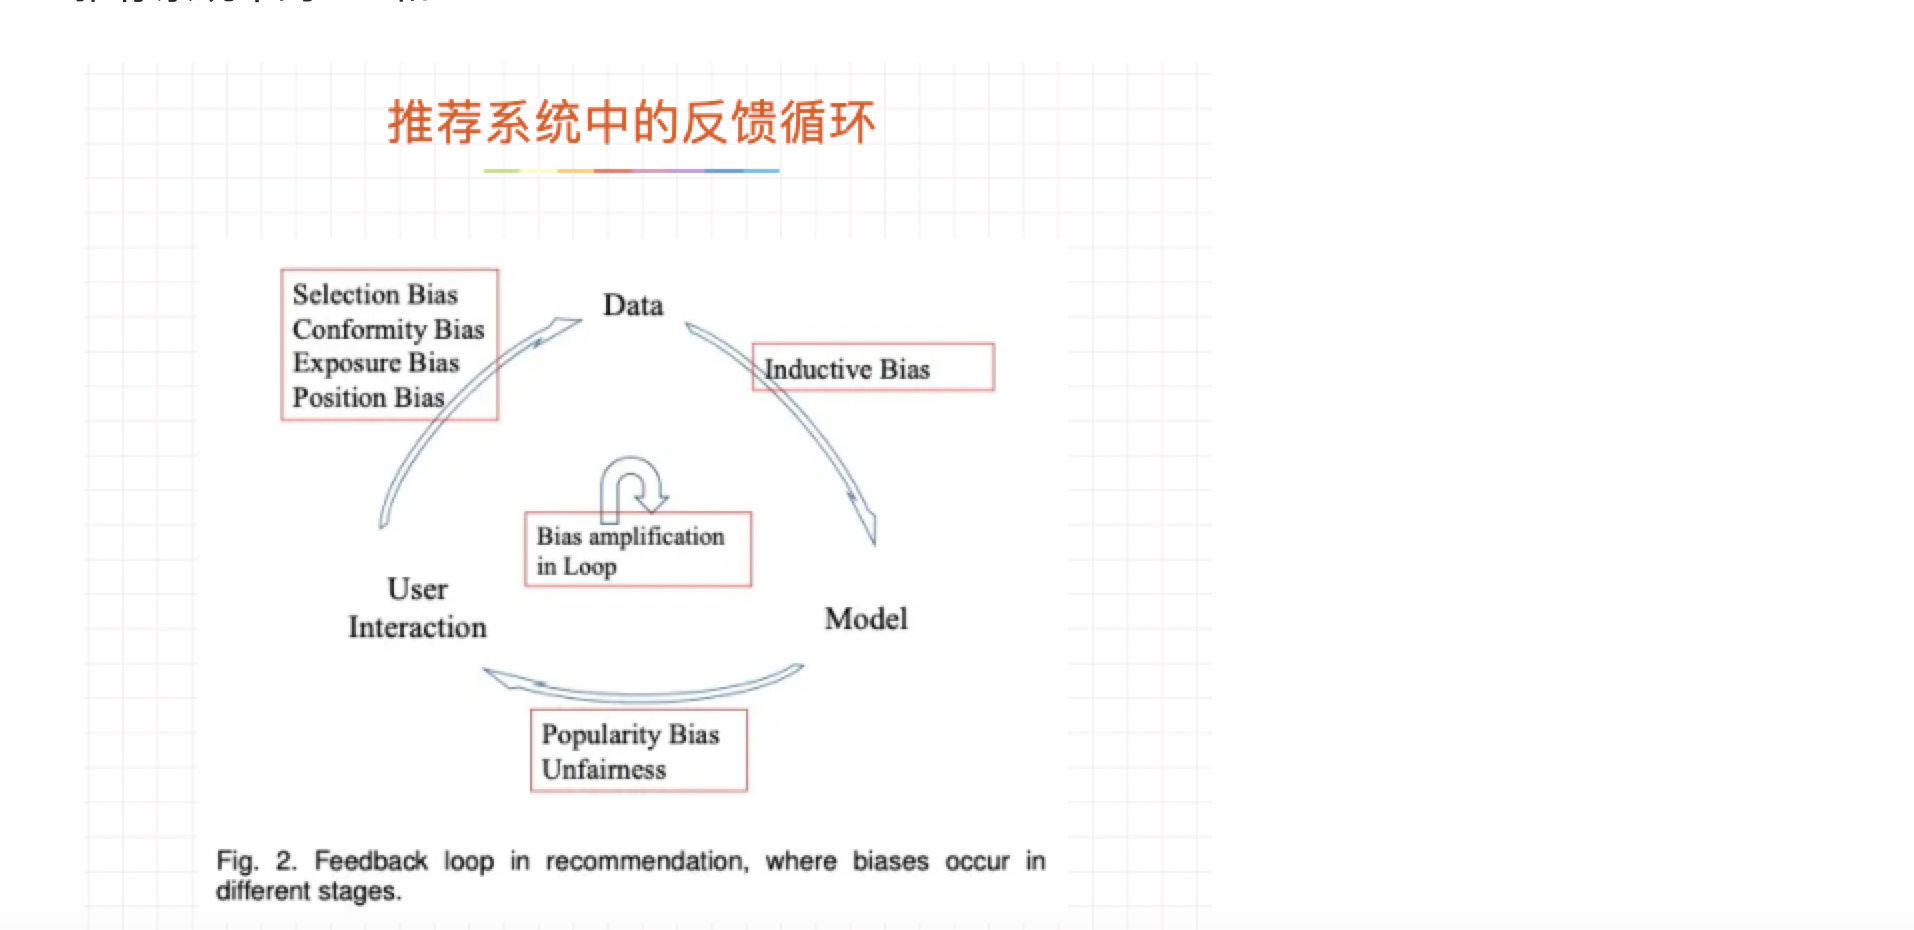 推荐系统中的反馈循环
Selection Bias
Conformity Bias
Exposure Bias
Position Bias
Data
Inductive Bias
Bias amplification
in Loop
User
Interaction
Model
Popularity Bias
Unfairness
Fig. 2. Feedback loop in recommendation, where biases occur in
different stages.